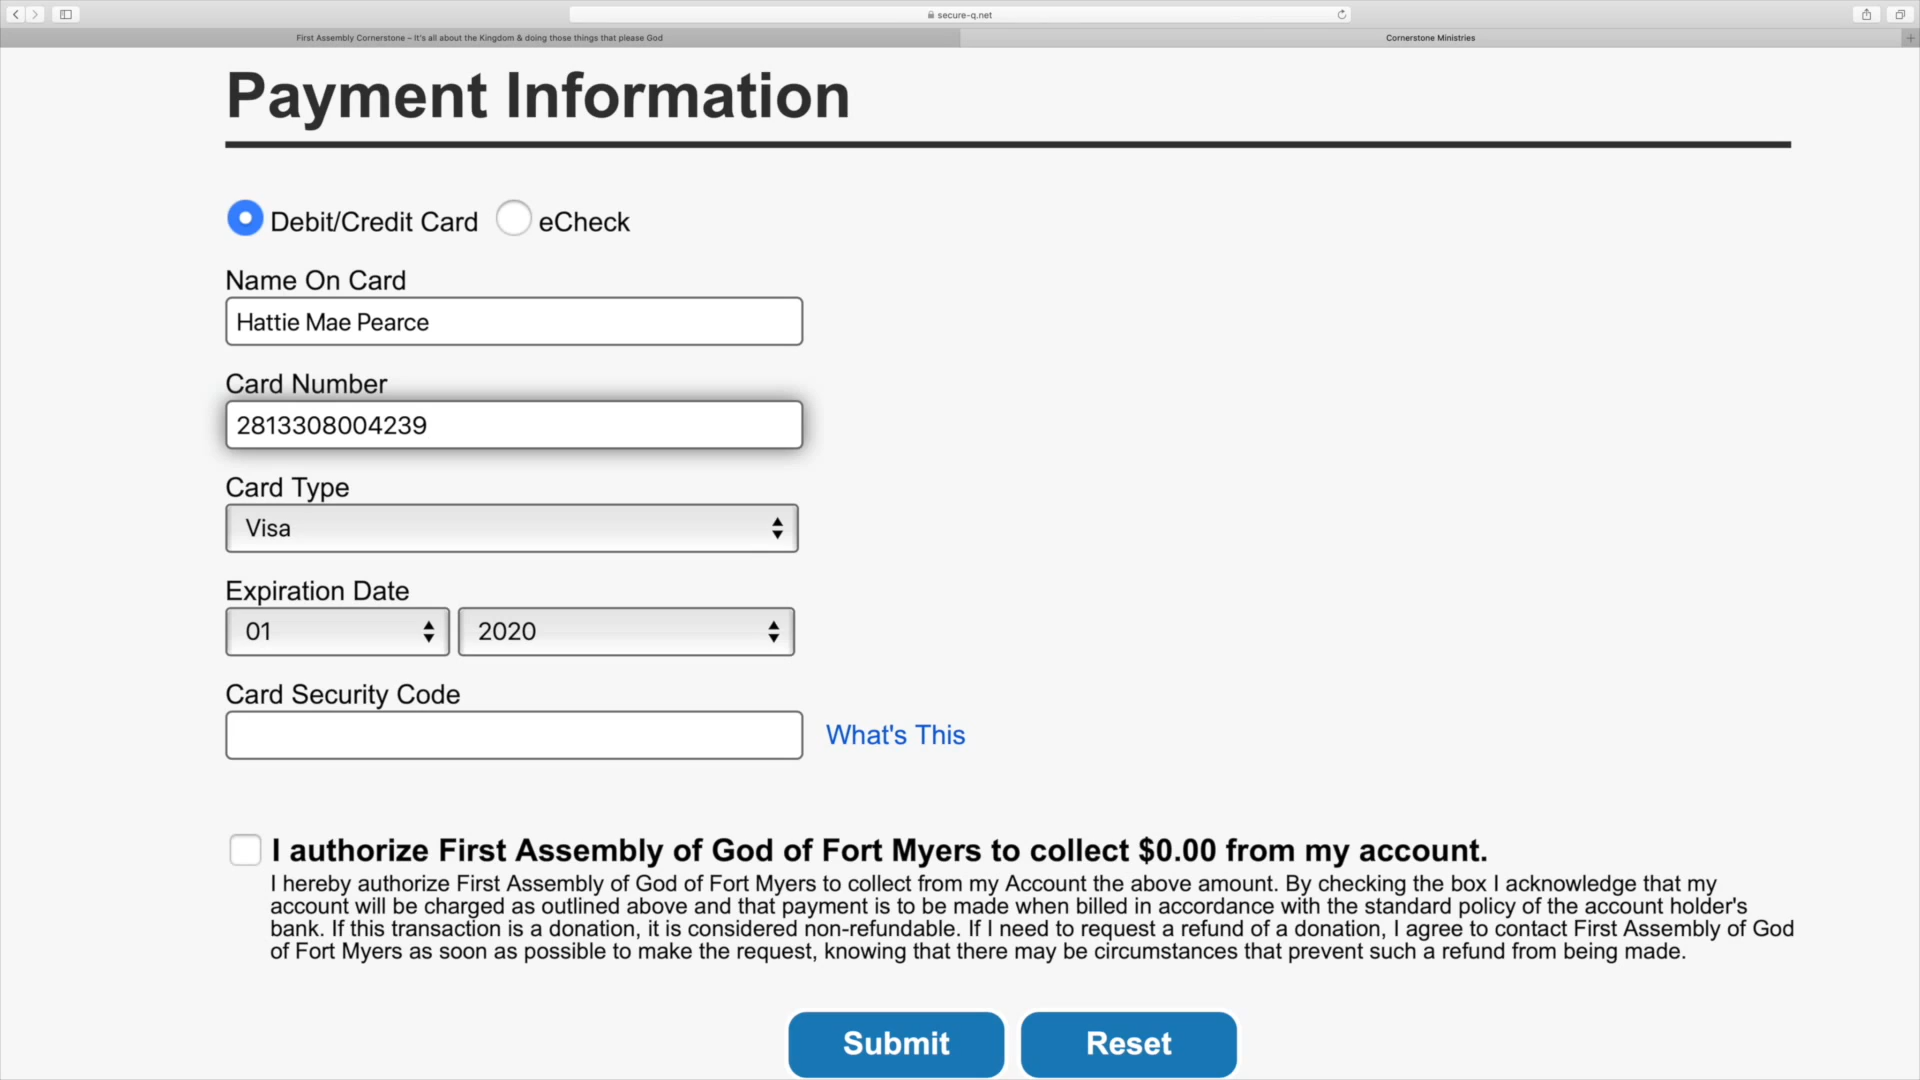 secure-q.net
First Assembly Cornerstone – It's all about the Kingdom & doing those things that please God
Cornerstone Ministries
Payment Information
Debit/Credit Card
eCheck
Name On Card
Hattie Mae Pearce
Card Number
2813308004239
Card Type
Visa
Expiration Date
01
2020
Card Security Code
What's This
I authorize First Assembly of God of Fort Myers to collect $0.00 from my account.
I hereby authorize First Assembly of God of Fort Myers to collect from my Account the above amount. By checking the box I acknowledge that my
account will be charged as outlined above and that payment is to be made when billed in accordance with the standard policy of the account holder's
bank. If this transaction is a donation, it is considered non-refundable. If I need to request a refund of a donation, I agree to contact First Assembly of God
of Fort Myers as soon as possible to make the request, knowing that there may be circumstances that prevent such a refund from being made.
Submit
Reset